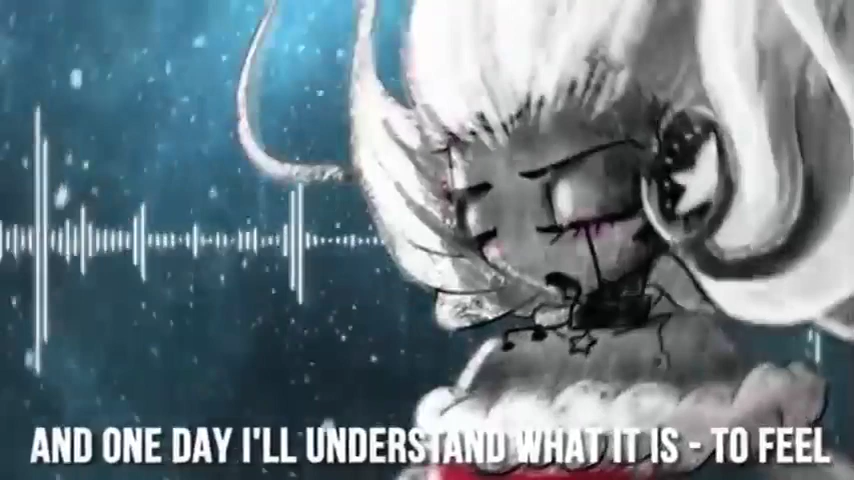 AND ONE DAY I'LL UNDERSTAND WHAT IT IS - TO FEEL